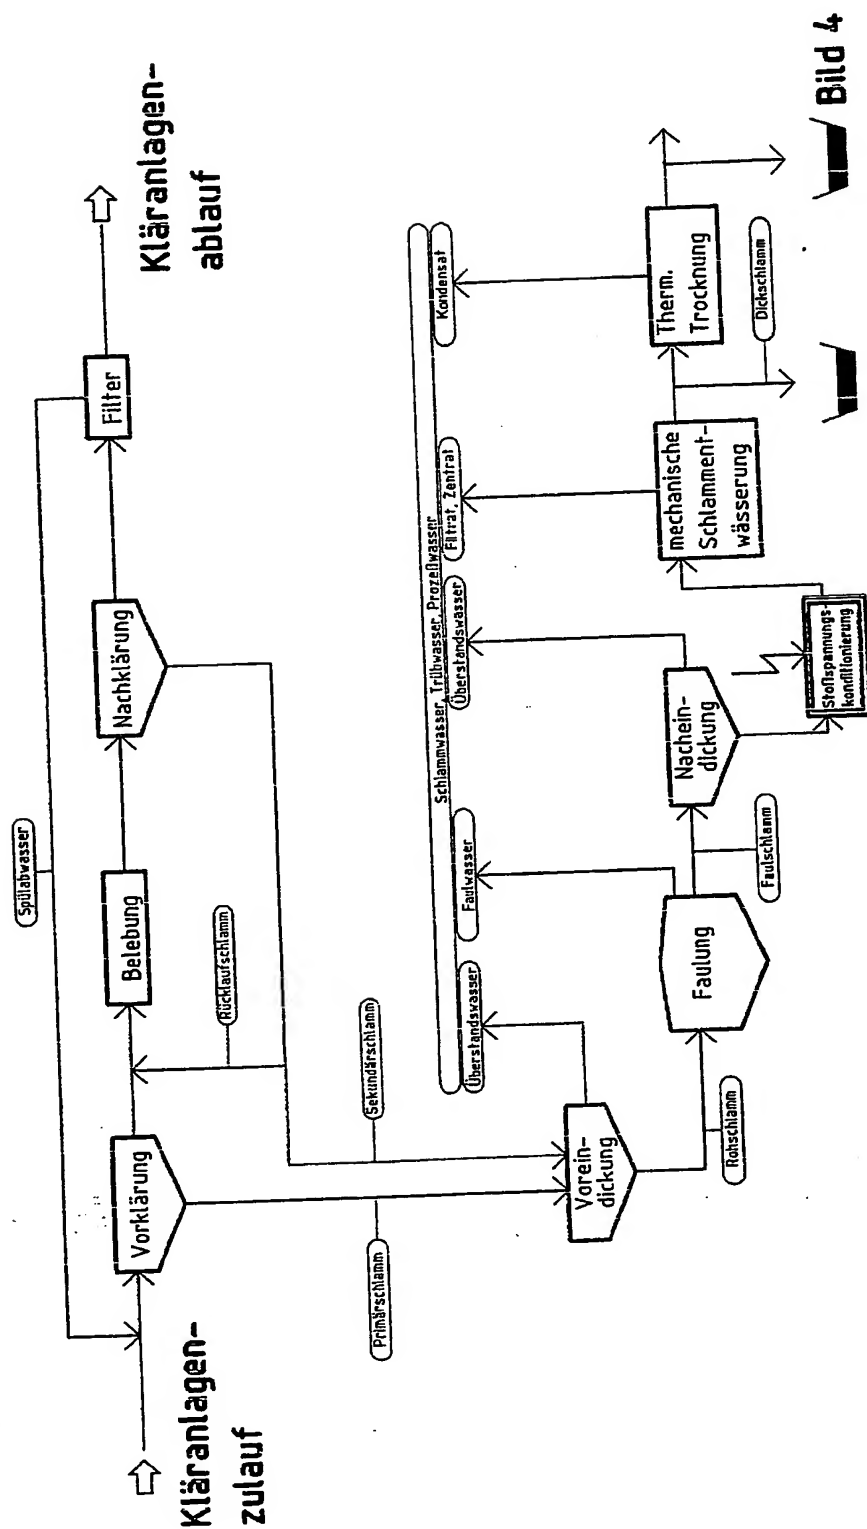 Spülabwasser
Kläranlagen-
zulauf
Vorklärung
Belebung
Nachklärung
Filter
Kläranlagen-
ablauf
Rücklaufschlamm
Primärschlamm
Sekundärschlamm
Schlammwasser, Trübwasser, Prozeßwasser
Überstandswasser
Faulwasser
Überstandswasser
Filtrat, Zentrat
Kondensat
Vorein-
dickung
Rohschlamm
Faulung
Faulschlamm
Nachein-
dickung
Stoßspannungs-
konditionierung
mechanische
Schlamment-
wässerung
Dickschlamm
Therm.
Trocknung
Bild 4